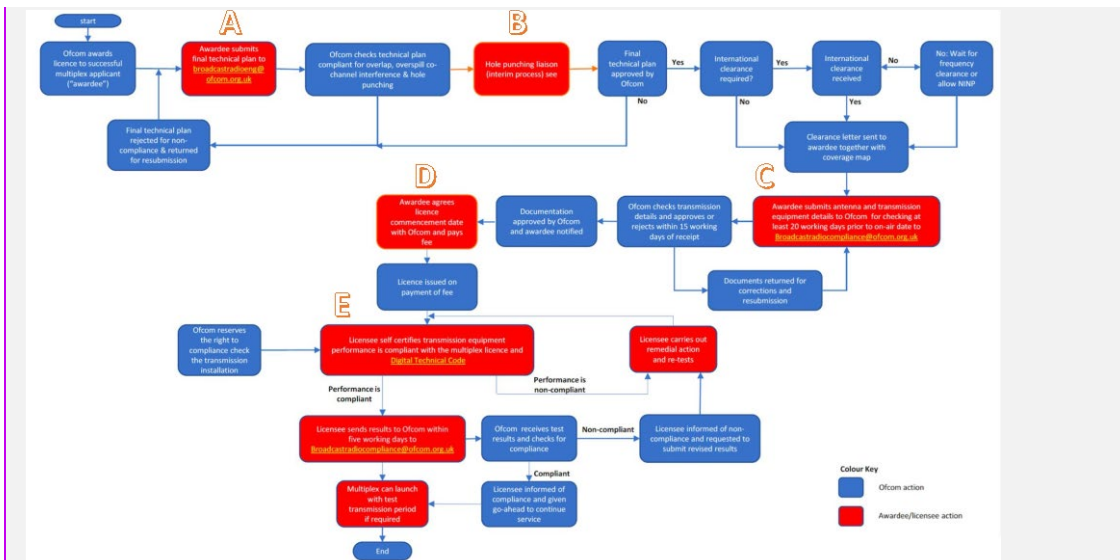 start
A
B
Ofcom awards
licence to successful
multiplex applicant
("awardee")
Awardee submits
final technical plan to
broadcastradioeng@
ofcom.org.uk
Ofcom checks technical plan
compliant for overlap, overspill co-
channel interference & hole
punching
Hole punching liaison
(interim process) see
Final
technical plan
approved by
Ofcom
Yes
No
International
clearance
required?
Yes
No
International
clearance
received
No
Yes
No: Wait for
frequency
clearance or
allow NINP
Final technical plan
rejected for non-
compliance & returned
for resubmission
Clearance letter sent to
awardee together with
coverage map
D
C
Awardee agrees
licence
commencement date
with Ofcom and pays
fee
Documentation
approved by Ofcom
and awardee notified
Ofcom checks transmission
details and approves or
rejects within 15 working
days of receipt
Awardee submits antenna and transmission
equipment details to Ofcom for checking at
least 20 working days prior to on-air date to
Broadcastradiocompliance@ofcom.org.uk
Licence issued on
payment of fee
Documents returned for
corrections and
resubmission
E
Ofcom reserves
the right to
compliance check
the transmission
installation
Licensee self certifies transmission equipment
performance is compliant with the multiplex licence and
Digital Technical Code
Licensee carries out
remedial action
and re-tests
Performance is
compliant
Performance is
non-compliant
Licensee sends results to Ofcom within
five working days to
Broadcastradiocompliance@ofcom.org.uk
Ofcom receives test
results and checks for
compliance
Non-compliant
Licensee informed of non-
compliance and requested to
submit revised results
Compliant
Multiplex can launch
with test
transmission period
if required
Licensee informed of
compliance and given
go-ahead to continue
service
End
Colour Key
Ofcom action
Awardee/licensee action